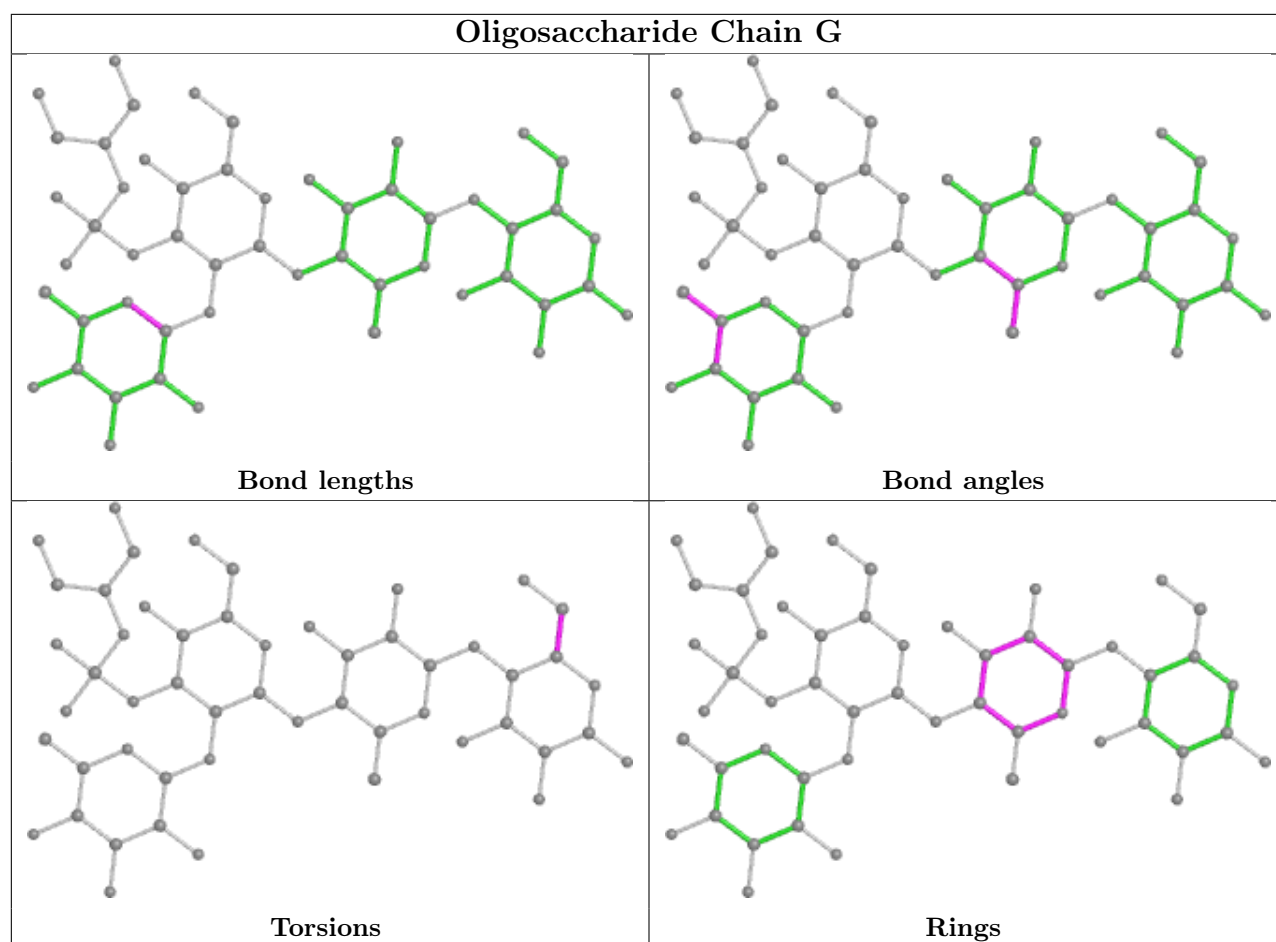 Oligosaccharide Chain G
Bond lengths
Bond angles
Torsions
Rings